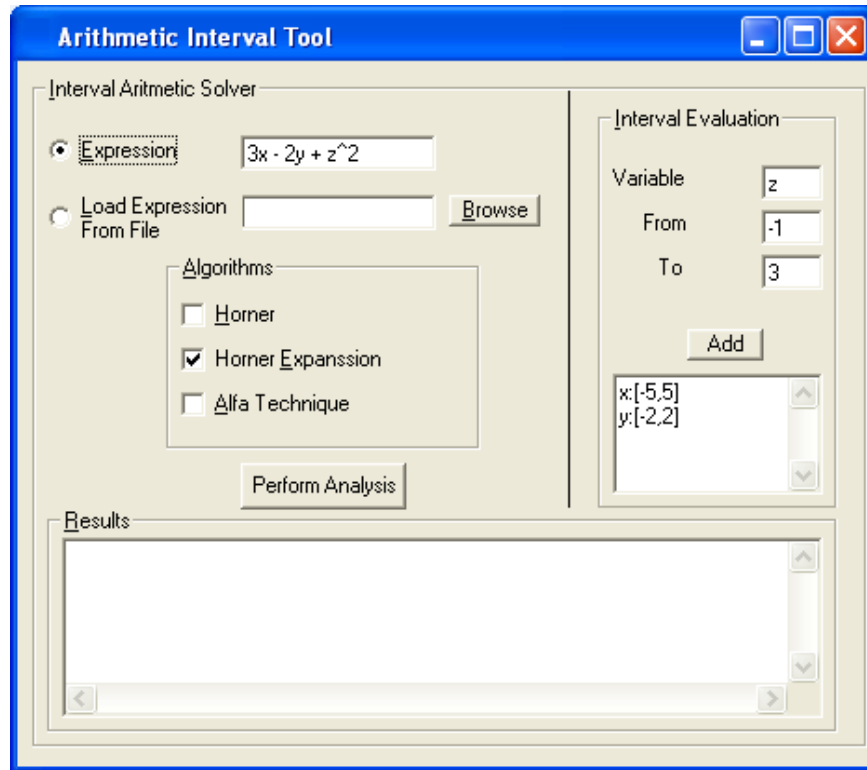 Arithmetic Interval Tool
Interval Aritmetic Solver
Expression
3x - 2y + z^2
Load Expression
From File
Browse
Algorithms
Horner
Horner Expanssion
Alfa Technique
Perform Analysis
Interval Evaluation
Variable
z
From
-1
To
3
Add
x:[-5,5]
y:[-2,2]
Results